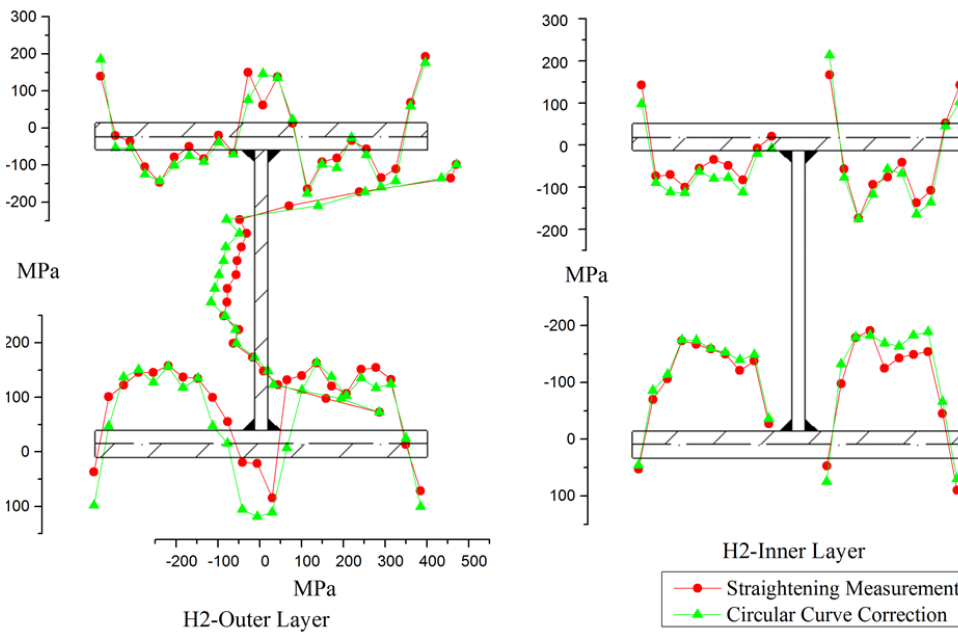 300
200
100
0
-100
-200
MPa
200
100
0
100
-200 -100 0 100 200 300 400 500
MPa
H2-Outer Layer
300
200
100
0
-100
-200
MPa
-200
-100
0
100
H2-Inner Layer
Straightening Measurement
Circular Curve Correction